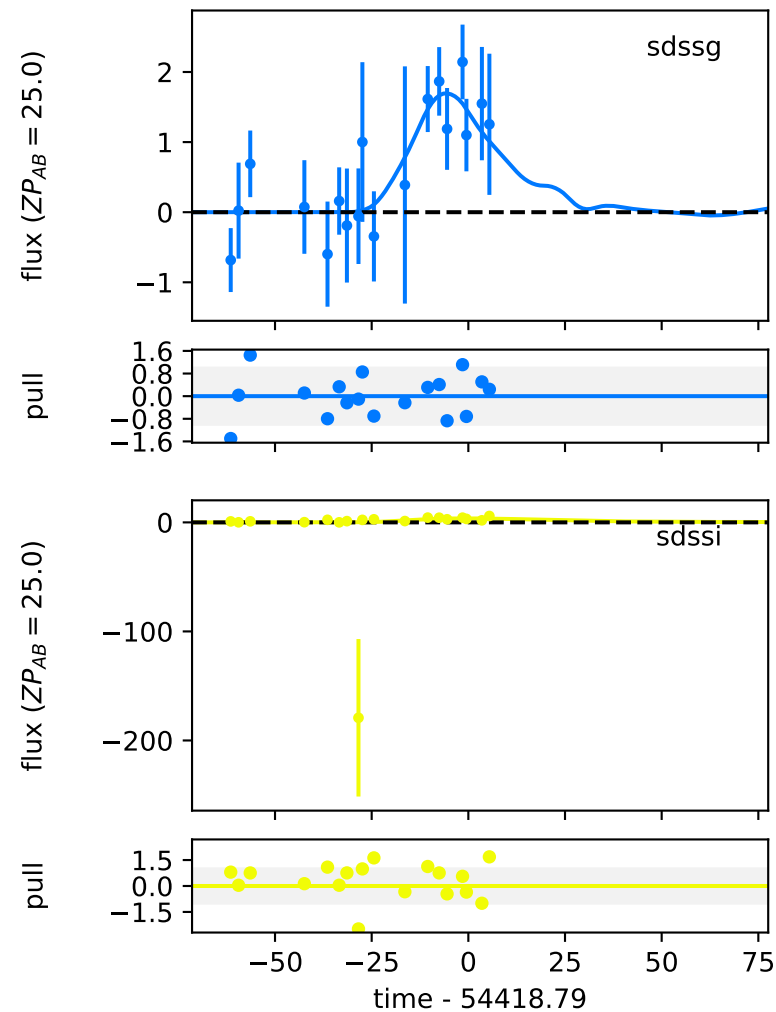 sdssg
flux (ZP_AB = 25.0)
2
1
0
−1
pull
1.6
0.8
0.0
−0.8
−1.6
sdssi
flux (ZP_AB = 25.0)
0
−100
−200
pull
1.5
0.0
−1.5
−50 −25 0 25 50 75
time - 54418.79